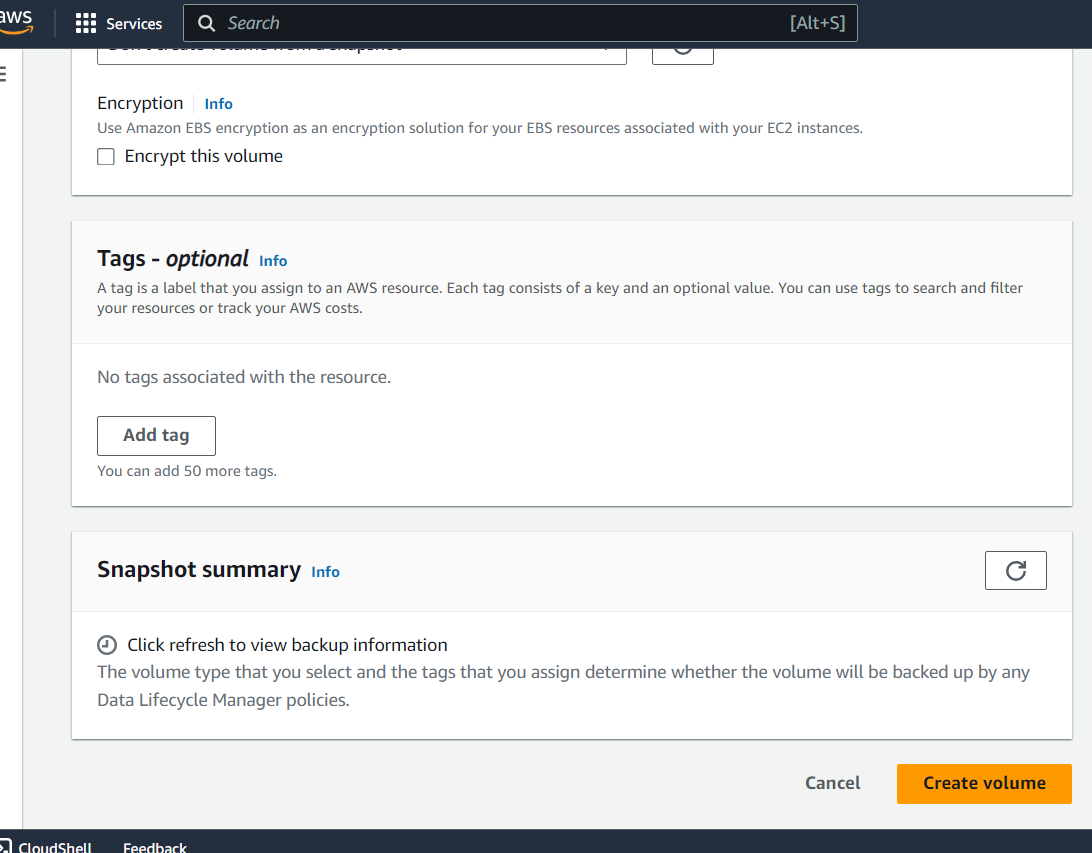 aws
Services
Search
[Alt+S]
Don't create volume from a snapshot
Encryption
Info
Use Amazon EBS encryption as an encryption solution for your EBS resources associated with your EC2 instances.
Encrypt this volume
Tags - optional Info
A tag is a label that you assign to an AWS resource. Each tag consists of a key and an optional value. You can use tags to search and filter
your resources or track your AWS costs.
No tags associated with the resource.
Add tag
You can add 50 more tags.
Snapshot summary Info
Click refresh to view backup information
The volume type that you select and the tags that you assign determine whether the volume will be backed up by any
Data Lifecycle Manager policies.
Cancel
Create volume
CloudShell
Feedback